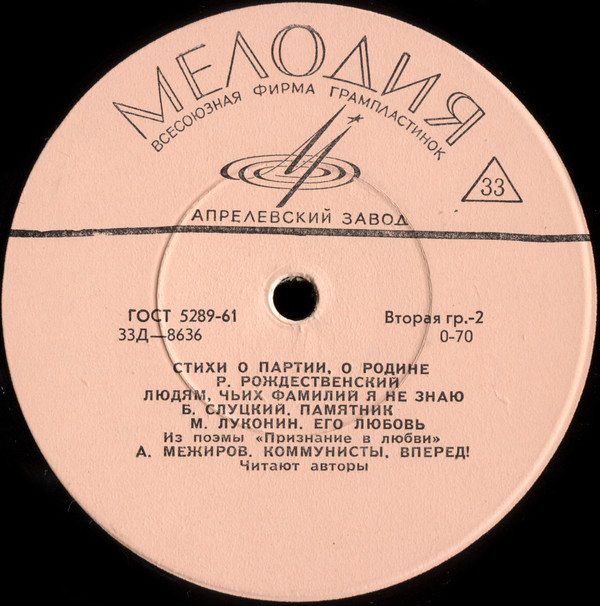 МЕЛОДИЯ
ВСЕСОЮЗНАЯ ФИРМА ГРАМПЛАСТИНОК
33
АПРЕЛЕВСКИЙ ЗАВОД
ГОСТ 5289-61
Вторая гр.-2
33Д—8636
0-70
СТИХИ О ПАРТИИ, О РОДИНЕ
Р. РОЖДЕСТВЕНСКИЙ
ЛЮДЯМ, ЧЬИХ ФАМИЛИЙ Я НЕ ЗНАЮ
Б. СЛУЦКИЙ. ПАМЯТНИК
М. ЛУКОНИН. ЕГО ЛЮБОВЬ
Из поэмы «Признание в любви»
А. МЕЖИРОВ. КОММУНИСТЫ, ВПЕРЕД!
Читают авторы